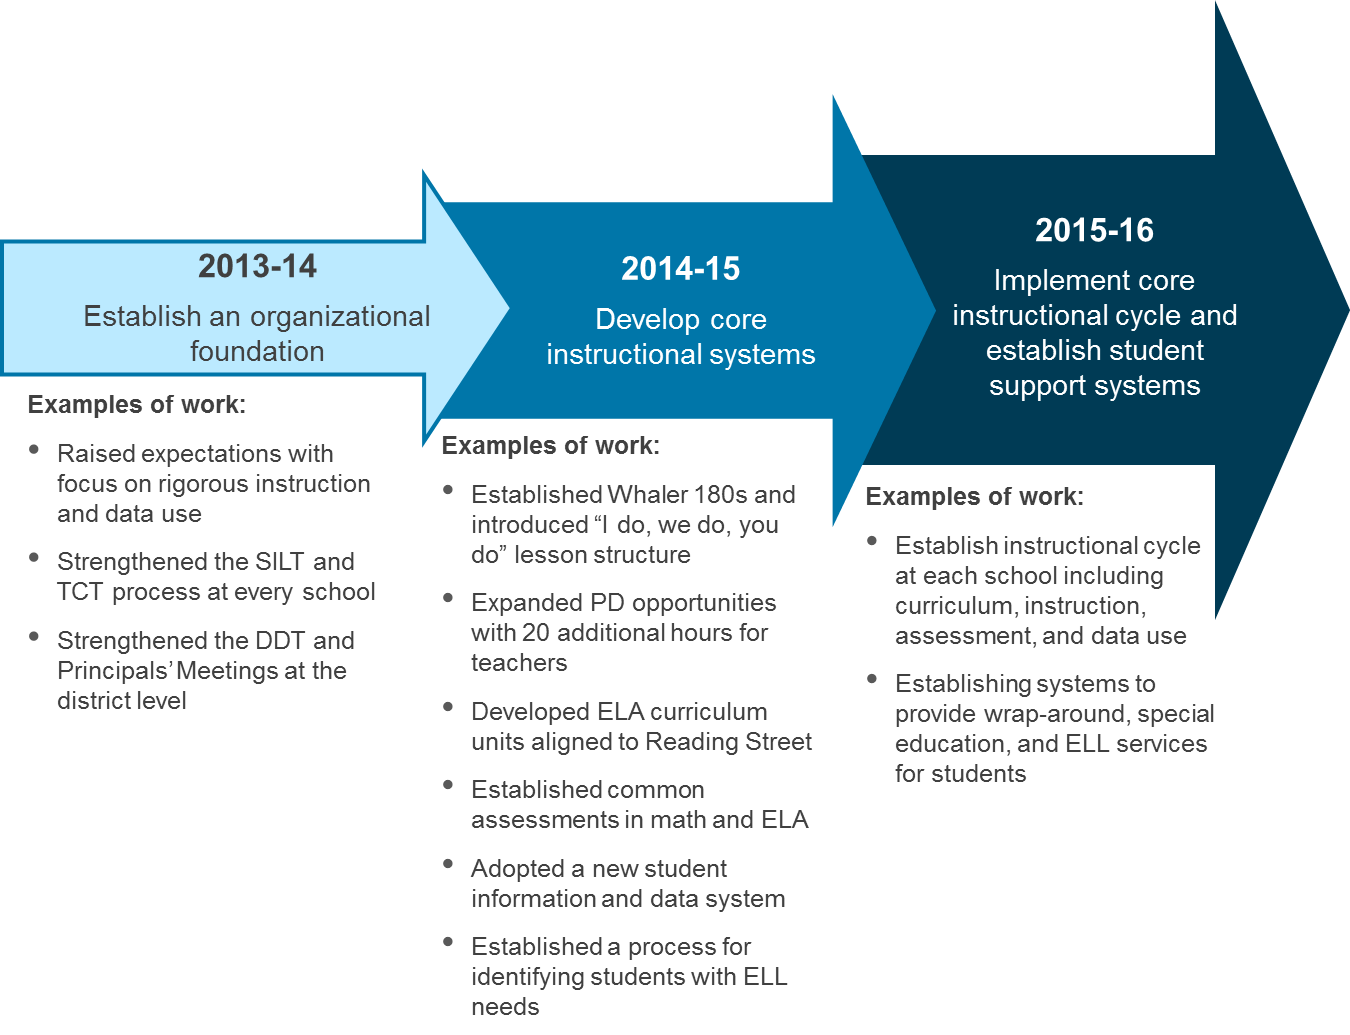 2013-14
Establish an organizational
foundation
Examples of work:
• Raised expectations with
focus on rigorous instruction
and data use
• Strengthened the SILT and
TCT process at every school
• Strengthened the DDT and
Principals’ Meetings at the
district level
2014-15
Develop core
instructional systems
Examples of work:
• Established Whaler 180s and
introduced “I do, we do, you
do” lesson structure
• Expanded PD opportunities
with 20 additional hours for
teachers
• Developed ELA curriculum
units aligned to Reading Street
• Established common
assessments in math and ELA
• Adopted a new student
information and data system
• Established a process for
identifying students with ELL
needs
2015-16
Implement core
instructional cycle and
establish student
support systems
Examples of work:
• Establish instructional cycle
at each school including
curriculum, instruction,
assessment, and data use
• Establishing systems to
provide wrap-around, special
education, and ELL services
for students